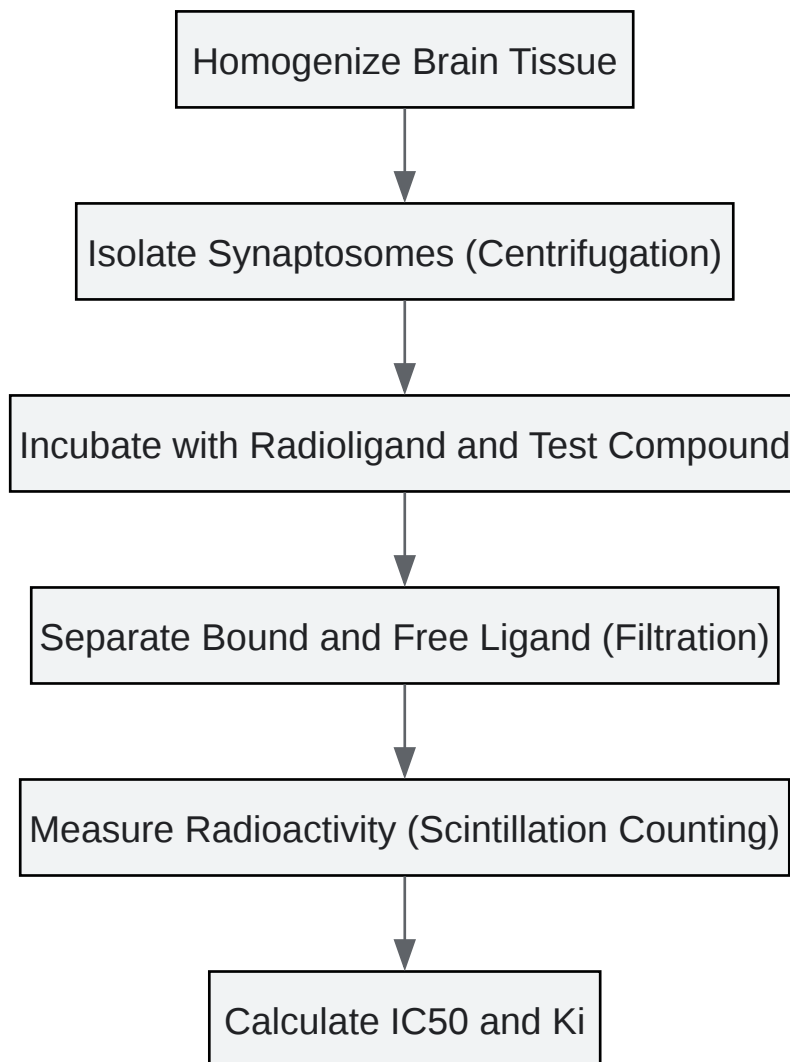 Homogenize Brain Tissue
Isolate Synaptosomes (Centrifugation)
Incubate with Radioligand and Test Compound
Separate Bound and Free Ligand (Filtration)
Measure Radioactivity (Scintillation Counting)
Calculate IC50 and Ki